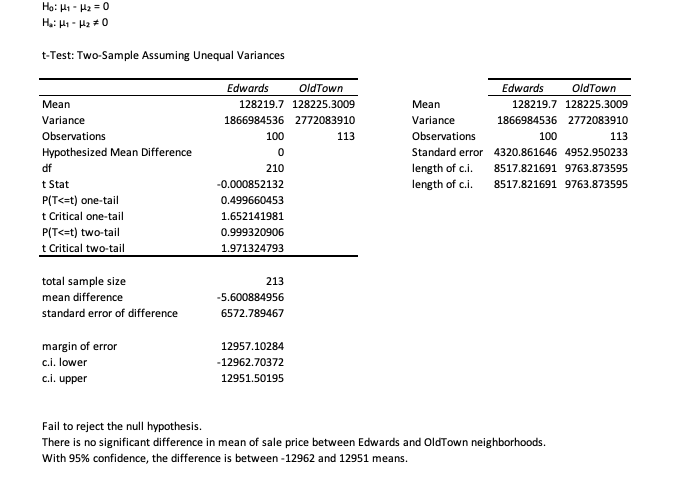 H₀: μ₁ - μ₂ = 0
Hₐ: μ₁ - μ₂ ≠ 0
t-Test: Two-Sample Assuming Unequal Variances
Edwards OldTown
Mean 128219.7 128225.3009
Variance 1866984536 2772083910
Observations 100 113
Hypothesized Mean Difference 0
df 210
t Stat -0.000852132
P(T<=t) one-tail 0.499660453
t Critical one-tail 1.652141981
P(T<=t) two-tail 0.999320906
t Critical two-tail 1.971324793
total sample size 213
mean difference -5.600884956
standard error of difference 6572.789467
margin of error 12957.10284
c.i. lower -12962.70372
c.i. upper 12951.50195
Edwards OldTown
Mean 128219.7 128225.3009
Variance 1866984536 2772083910
Observations 100 113
Standard error 4320.861646 4952.950233
length of c.i. 8517.821691 9763.873595
length of c.i. 8517.821691 9763.873595
Fail to reject the null hypothesis.
There is no significant difference in mean of sale price between Edwards and OldTown neighborhoods.
With 95% confidence, the difference is between -12962 and 12951 means.